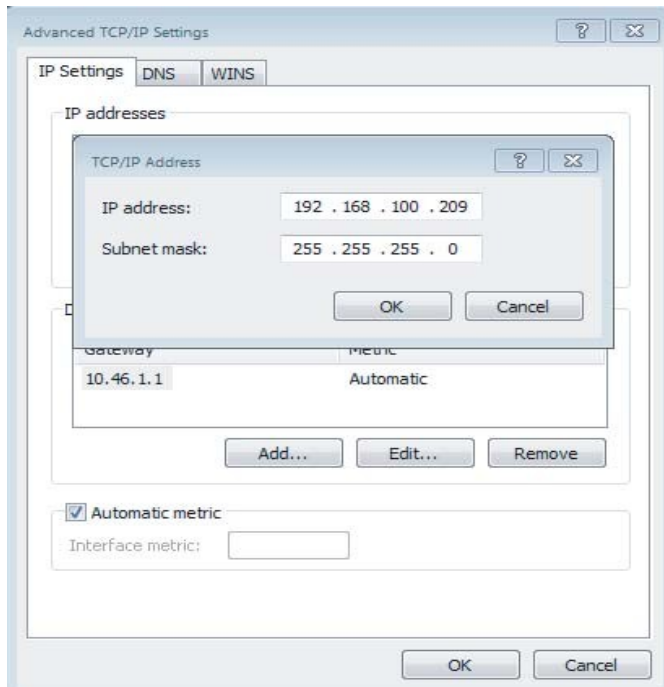 Advanced TCP/IP Settings
IP Settings DNS WINS
IP addresses
TCP/IP Address
IP address: 192 . 168 . 100 . 209
Subnet mask: 255 . 255 . 255 . 0
OK Cancel
Gateway Metric
10.46.1.1 Automatic
Add... Edit... Remove
Automatic metric
Interface metric:
OK Cancel